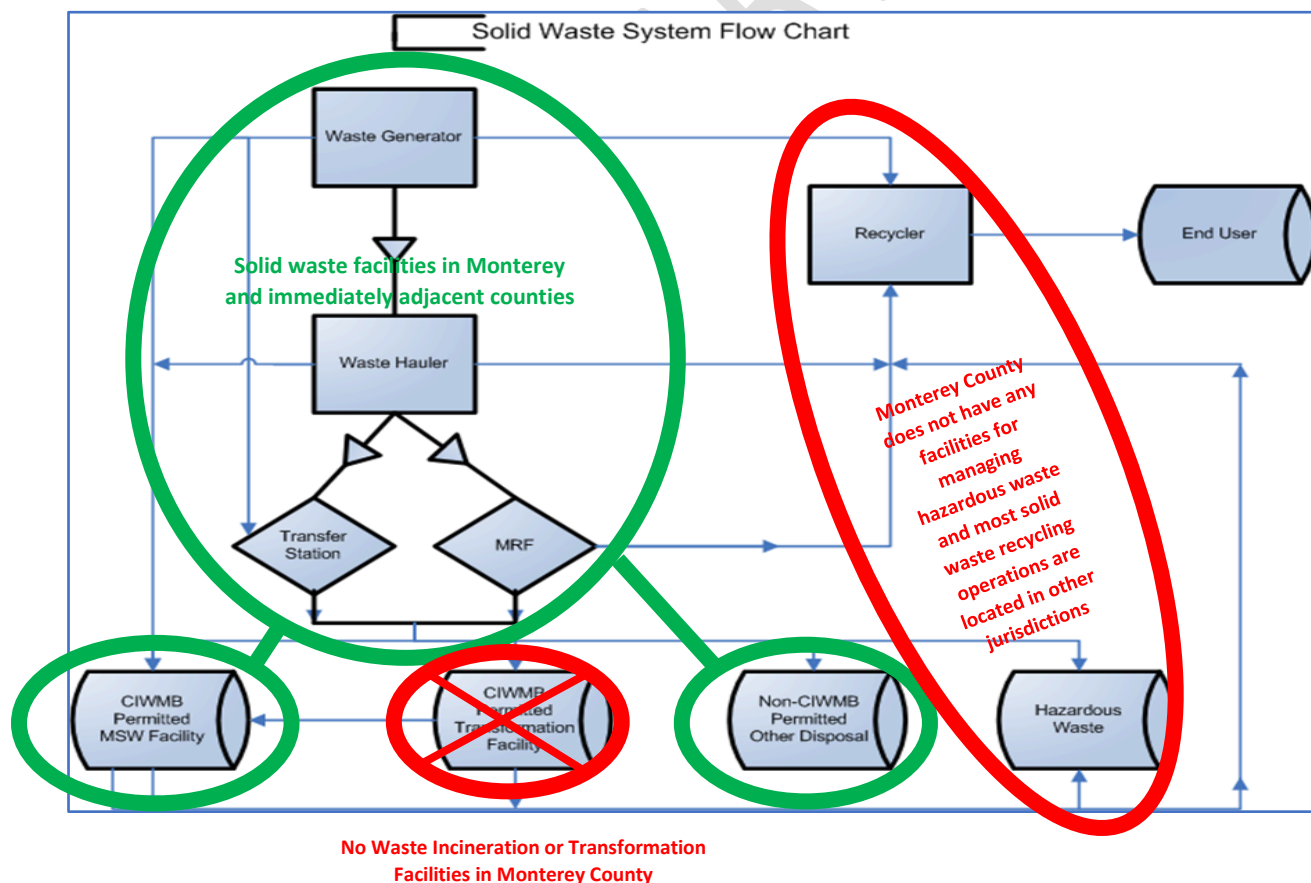 Solid Waste System Flow Chart
Waste Generator
Recycler
End User
Solid waste facilities in Monterey
and immediately adjacent counties
Waste Hauler
Monterey County
does not have any
facilities for
managing
hazardous waste
and most solid
waste recycling
operations are
located in other
jurisdictions
Transfer
Station
MRF
CIWMB
Permitted
MSW Facility
CIWMB
Permitted
Transformation
Facility
Non-CIWMB
Permitted
Other Disposal
Hazardous
Waste
No Waste Incineration or Transformation
Facilities in Monterey County